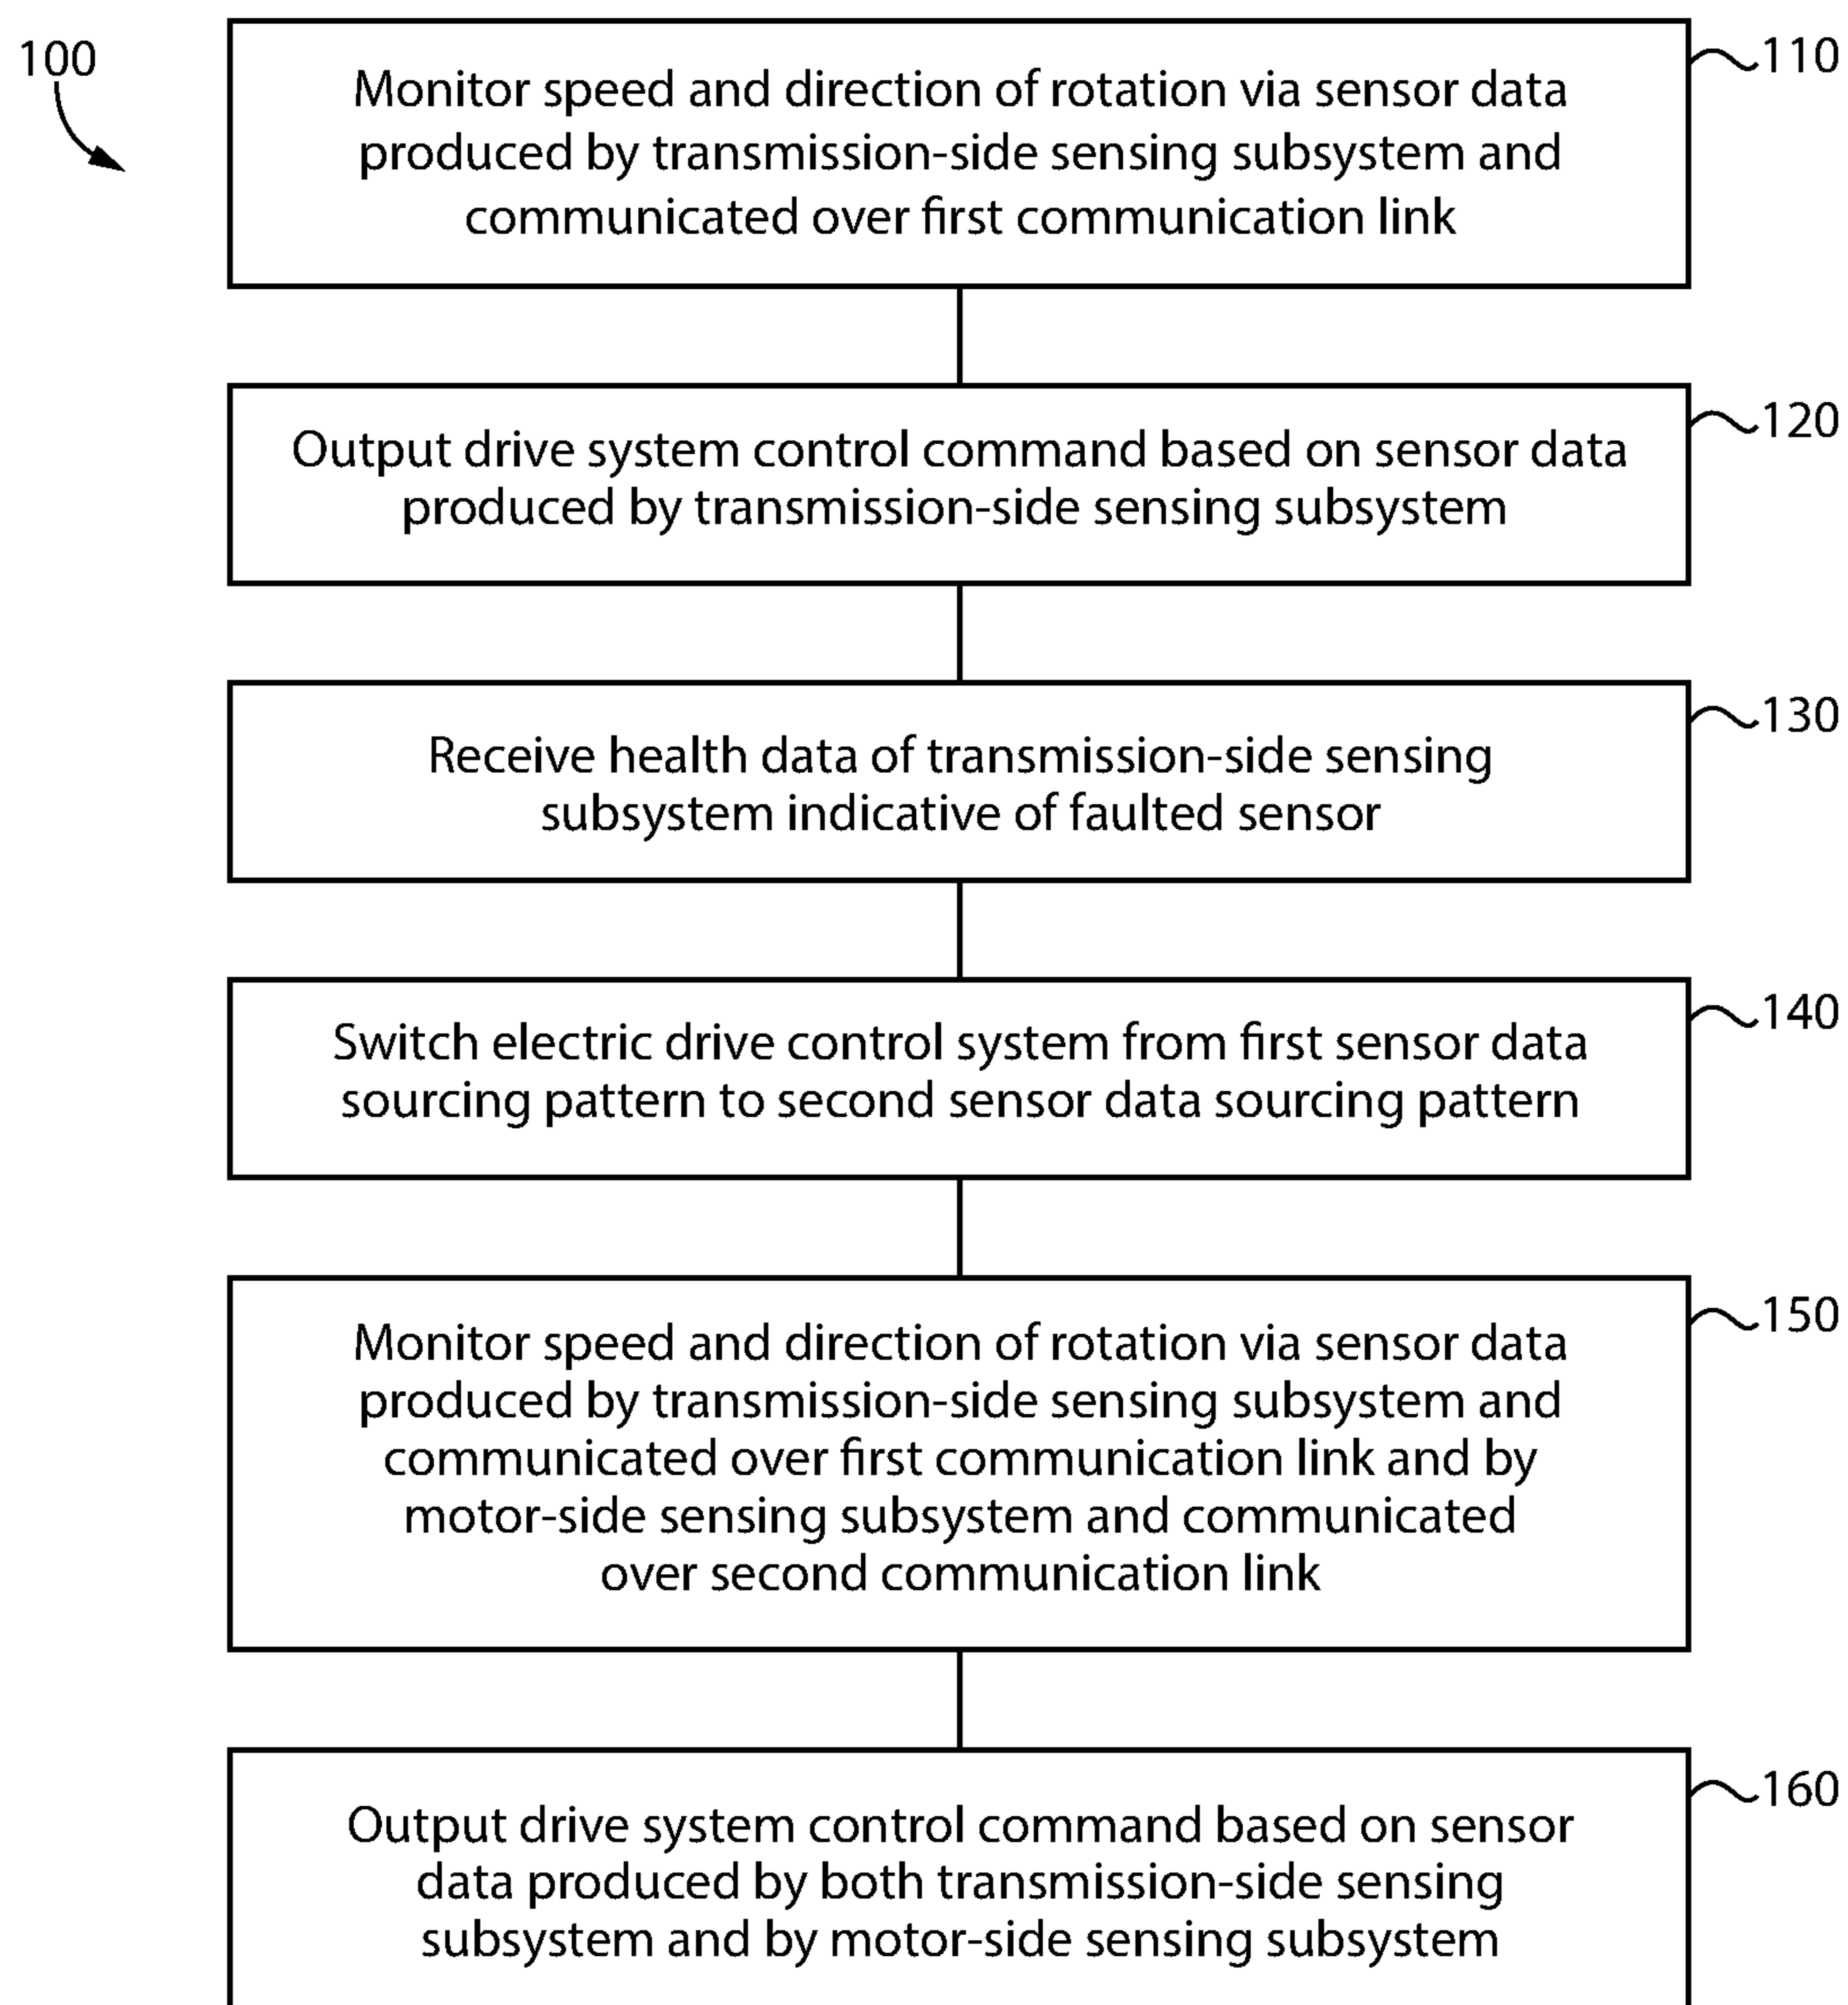 100
110
Monitor speed and direction of rotation via sensor data
produced by transmission-side sensing subsystem and
communicated over first communication link
120
Output drive system control command based on sensor data
produced by transmission-side sensing subsystem
130
Receive health data of transmission-side sensing
subsystem indicative of faulted sensor
140
Switch electric drive control system from first sensor data
sourcing pattern to second sensor data sourcing pattern
150
Monitor speed and direction of rotation via sensor data
produced by transmission-side sensing subsystem and
communicated over first communication link and by
motor-side sensing subsystem and communicated
over second communication link
160
Output drive system control command based on sensor
data produced by both transmission-side sensing
subsystem and by motor-side sensing subsystem